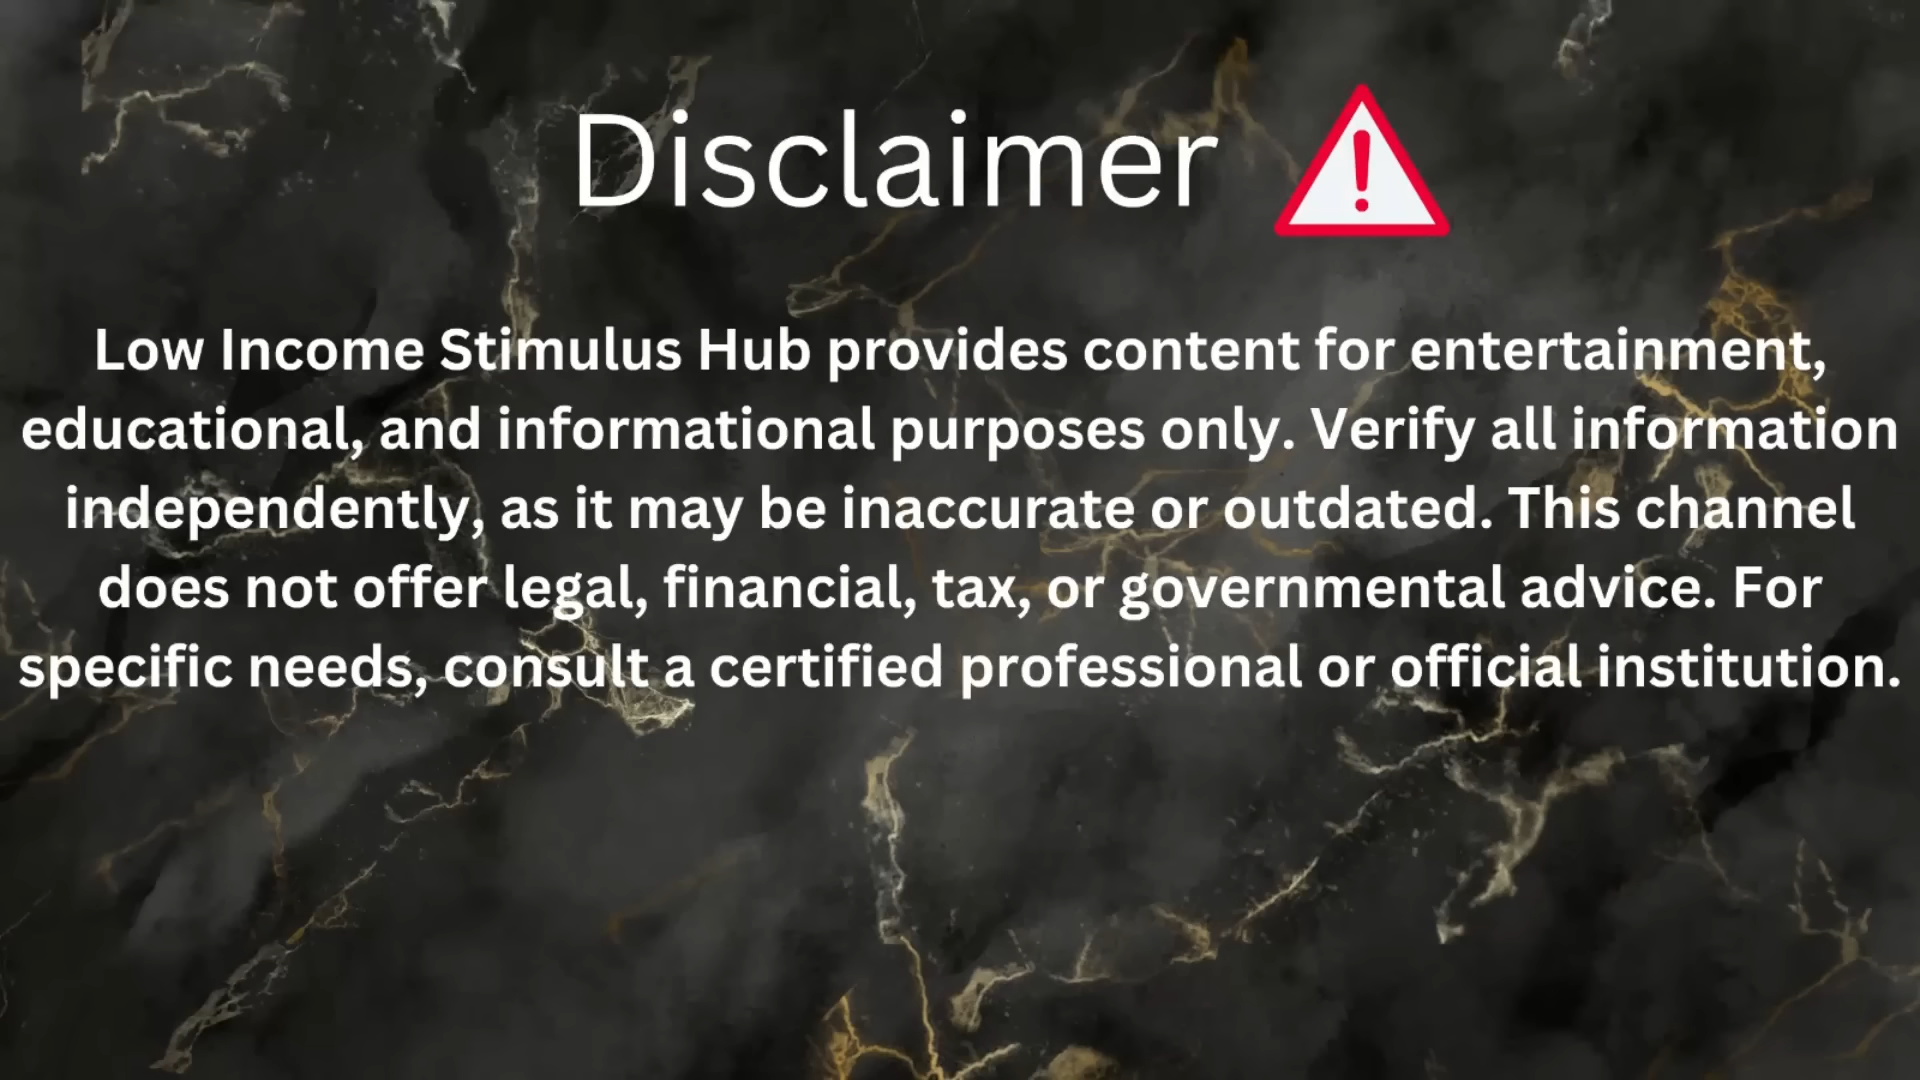 Disclaimer
Low Income Stimulus Hub provides content for entertainment,
educational, and informational purposes only. Verify all information
independently, as it may be inaccurate or outdated. This channel
does not offer legal, financial, tax, or governmental advice. For
specific needs, consult a certified professional or official institution.